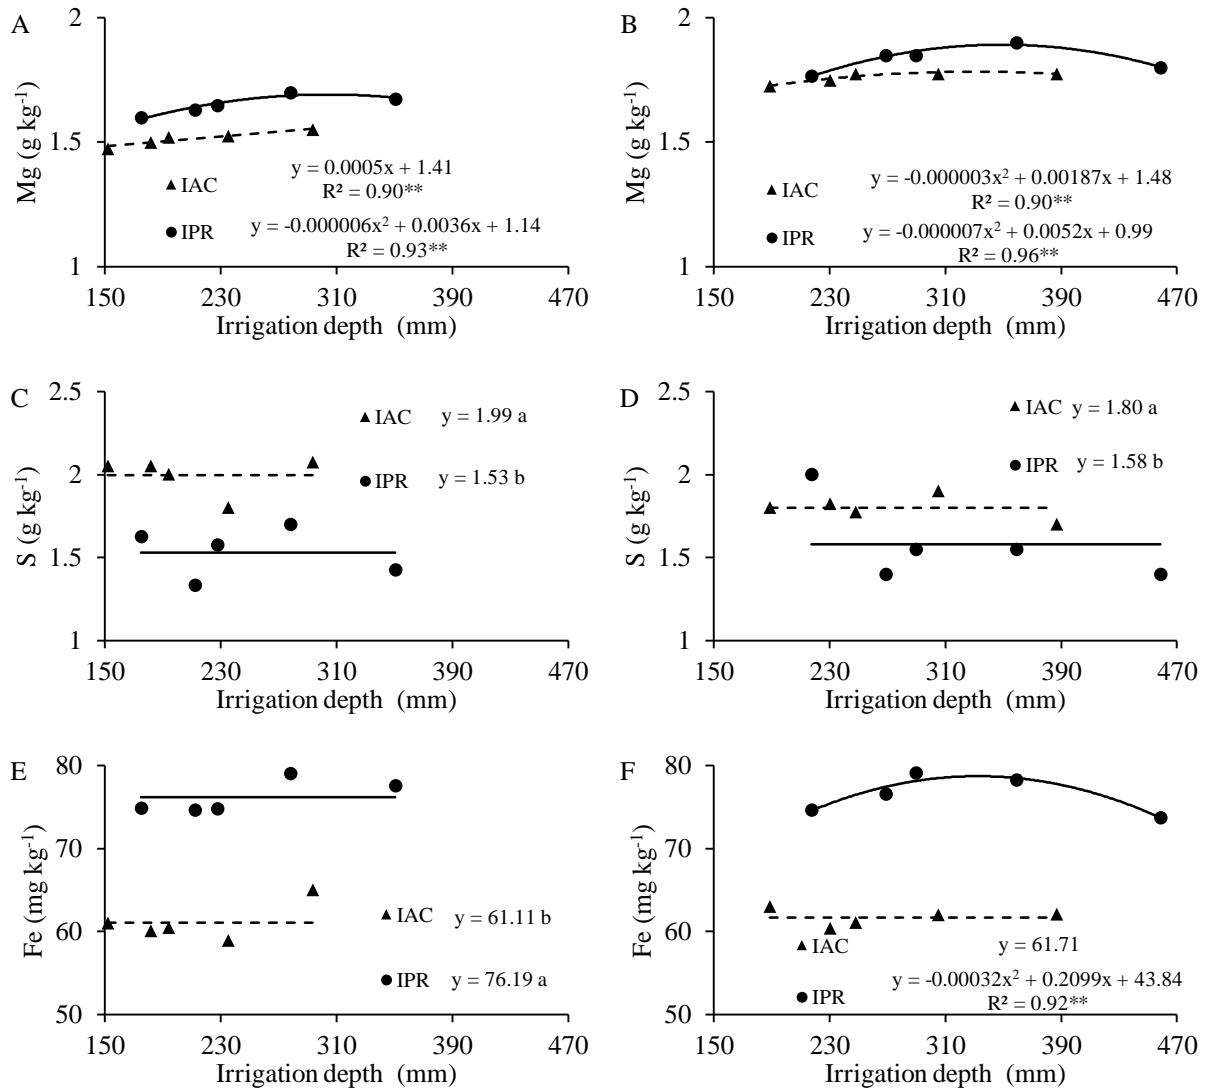 A
Mg (g kg⁻¹)
2
1.5
1
IAC
y = 0.0005x + 1.41
R² = 0.90**
IPR
y = -0.000006x² + 0.0036x + 1.14
R² = 0.93**
150 230 310 390 470
Irrigation depth (mm)
B
Mg (g kg⁻¹)
2
1.5
1
IAC
y = -0.000003x² + 0.00187x + 1.48
R² = 0.90**
IPR
y = -0.000007x² + 0.0052x + 0.99
R² = 0.96**
150 230 310 390 470
Irrigation depth (mm)
C
S (g kg⁻¹)
2.5
2
1.5
1
IAC y = 1.99 a
IPR y = 1.53 b
150 230 310 390 470
Irrigation depth (mm)
D
S (g kg⁻¹)
2.5
2
1.5
1
IAC y = 1.80 a
IPR y = 1.58 b
150 230 310 390 470
Irrigation depth (mm)
E
Fe (mg kg⁻¹)
80
70
60
50
IAC y = 61.11 b
IPR y = 76.19 a
150 230 310 390 470
Irrigation depth (mm)
F
Fe (mg kg⁻¹)
80
70
60
50
IAC y = 61.71
y = -0.00032x² + 0.2099x + 43.84
IPR R² = 0.92**
150 230 310 390 470
Irrigation depth (mm)